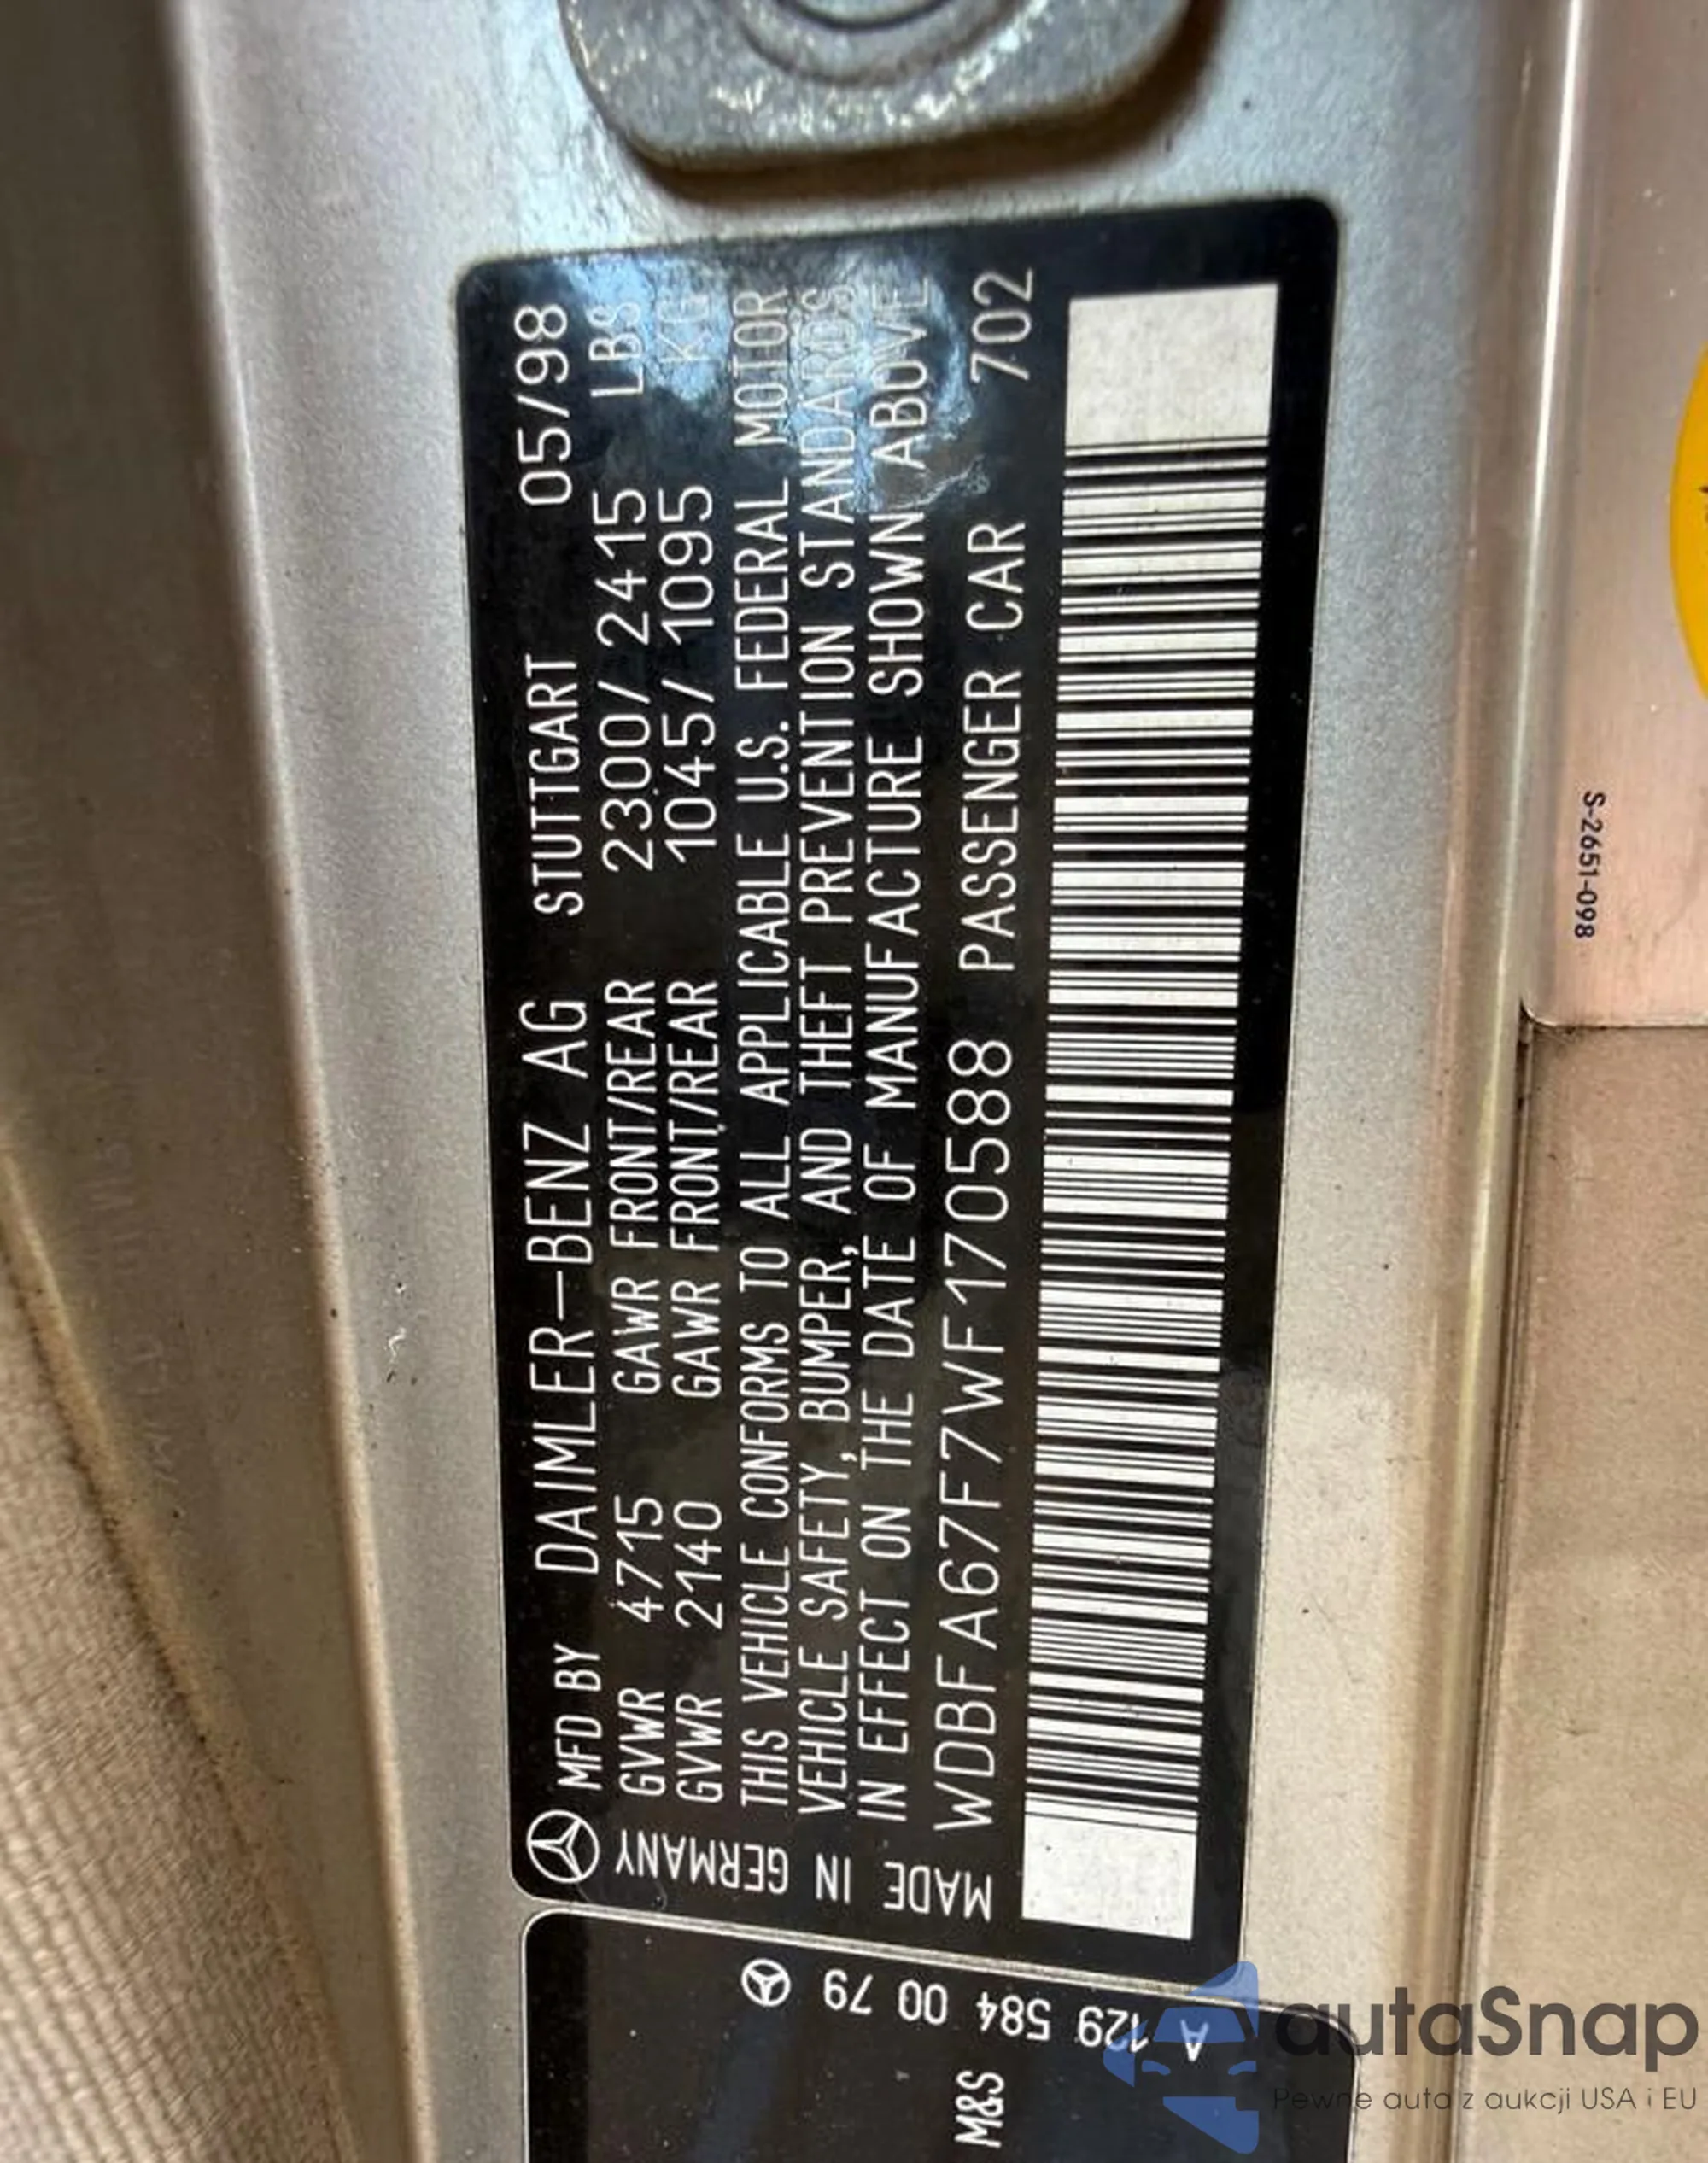 MFD BY DAIMLER-BENZ AG STUTTGART 05/98
GVWR 4715 GAWR FRONT/REAR 2300/ 2415 LBS
GVWR 2140 GAWR FRONT/REAR 1045/ 1095 KG
THIS VEHICLE CONFORMS TO ALL APPLICABLE U.S. FEDERAL MOTOR
VEHICLE SAFETY, BUMPER, AND THEFT PREVENTION STANDARDS
IN EFFECT ON THE DATE OF MANUFACTURE SHOWN ABOVE
WDBFA67F7WF170588 PASSENGER CAR 702
MADE IN GERMANY
A 129 584 00 79
M&S
S-2651-098
autaSnap
Pewne auta z aukcji USA i EU